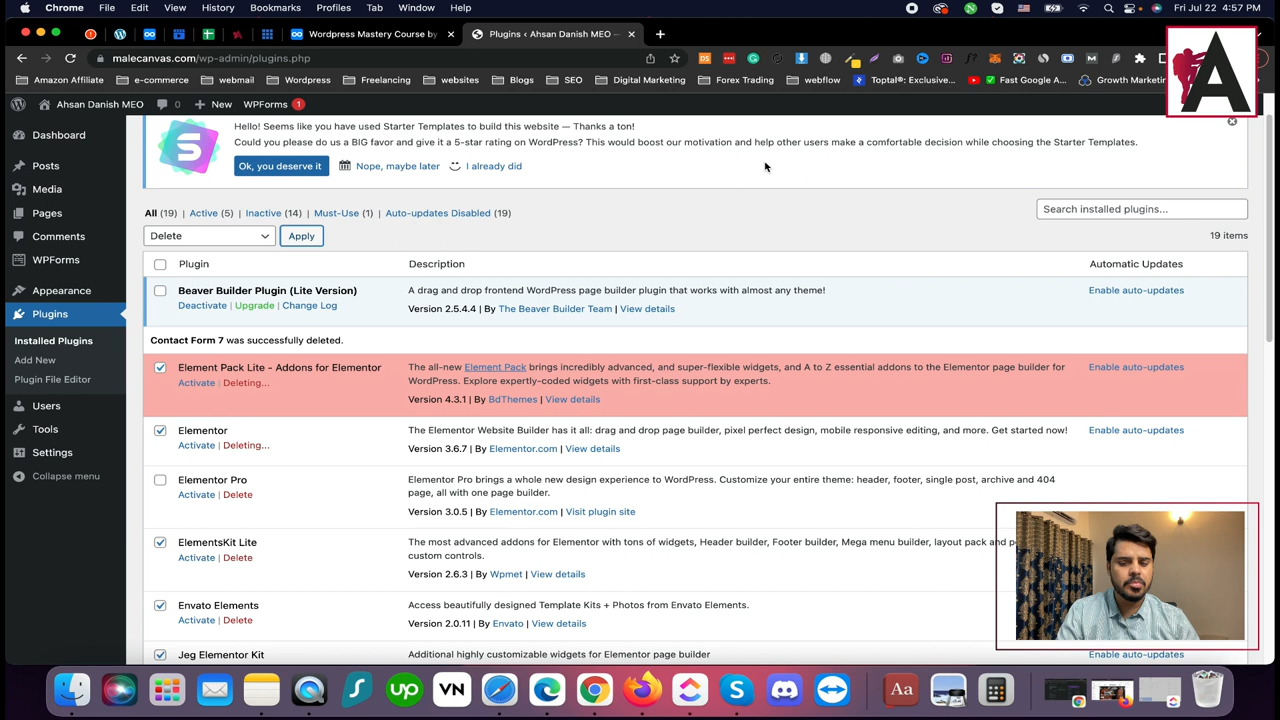 Chrome File Edit View History Bookmarks Profiles Tab Window Help Fri Jul 22 4:57 PM
Wordpress Mastery Course by Plugins < Ahsan Danish MEO —
malecanvas.com/wp-admin/plugins.php
Amazon Affiliate e-commerce webmail Wordpress Freelancing websites Blogs SEO Digital Marketing Forex Trading webflow Toptal®: Exclusive... Fast Google A... Growth Marketin
Ahsan Danish MEO 0 New WPForms 1
A
Dashboard
Posts
Media
Pages
Comments
WPForms
Appearance
Plugins
Installed Plugins
Add New
Plugin File Editor
Users
Tools
Settings
Collapse menu
Hello! Seems like you have used Starter Templates to build this website — Thanks a ton!
Could you please do us a BIG favor and give it a 5-star rating on WordPress? This would boost our motivation and help other users make a comfortable decision while choosing the Starter Templates.
Ok, you deserve it Nope, maybe later I already did
All (19) | Active (5) | Inactive (14) | Must-Use (1) | Auto-updates Disabled (19)
Search installed plugins...
Delete Apply 19 items
Plugin Description Automatic Updates
Beaver Builder Plugin (Lite Version) A drag and drop frontend WordPress page builder plugin that works with almost any theme! Enable auto-updates
Deactivate | Upgrade | Change Log Version 2.5.4.4 | By The Beaver Builder Team | View details
Contact Form 7 was successfully deleted.
Element Pack Lite - Addons for Elementor The all-new Element Pack brings incredibly advanced, and super-flexible widgets, and A to Z essential addons to the Elementor page builder for Enable auto-updates
Activate | Deleting... WordPress. Explore expertly-coded widgets with first-class support by experts.
Version 4.3.1 | By BdThemes | View details
Elementor The Elementor Website Builder has it all: drag and drop page builder, pixel perfect design, mobile responsive editing, and more. Get started now! Enable auto-updates
Activate | Deleting... Version 3.6.7 | By Elementor.com | View details
Elementor Pro Elementor Pro brings a whole new design experience to WordPress. Customize your entire theme: header, footer, single post, archive and 404
Activate | Delete page, all with one page builder.
Version 3.0.5 | By Elementor.com | Visit plugin site
ElementsKit Lite The most advanced addons for Elementor with tons of widgets, Header builder, Footer builder, Mega menu builder, layout pack and
Activate | Delete custom controls.
Version 2.6.3 | By Wpmet | View details
Envato Elements Access beautifully designed Template Kits + Photos from Envato Elements.
Activate | Delete Version 2.0.11 | By Envato | View details
Jeg Elementor Kit Additional highly customizable widgets for Elementor page builder Enable auto-updates
up VN Aa